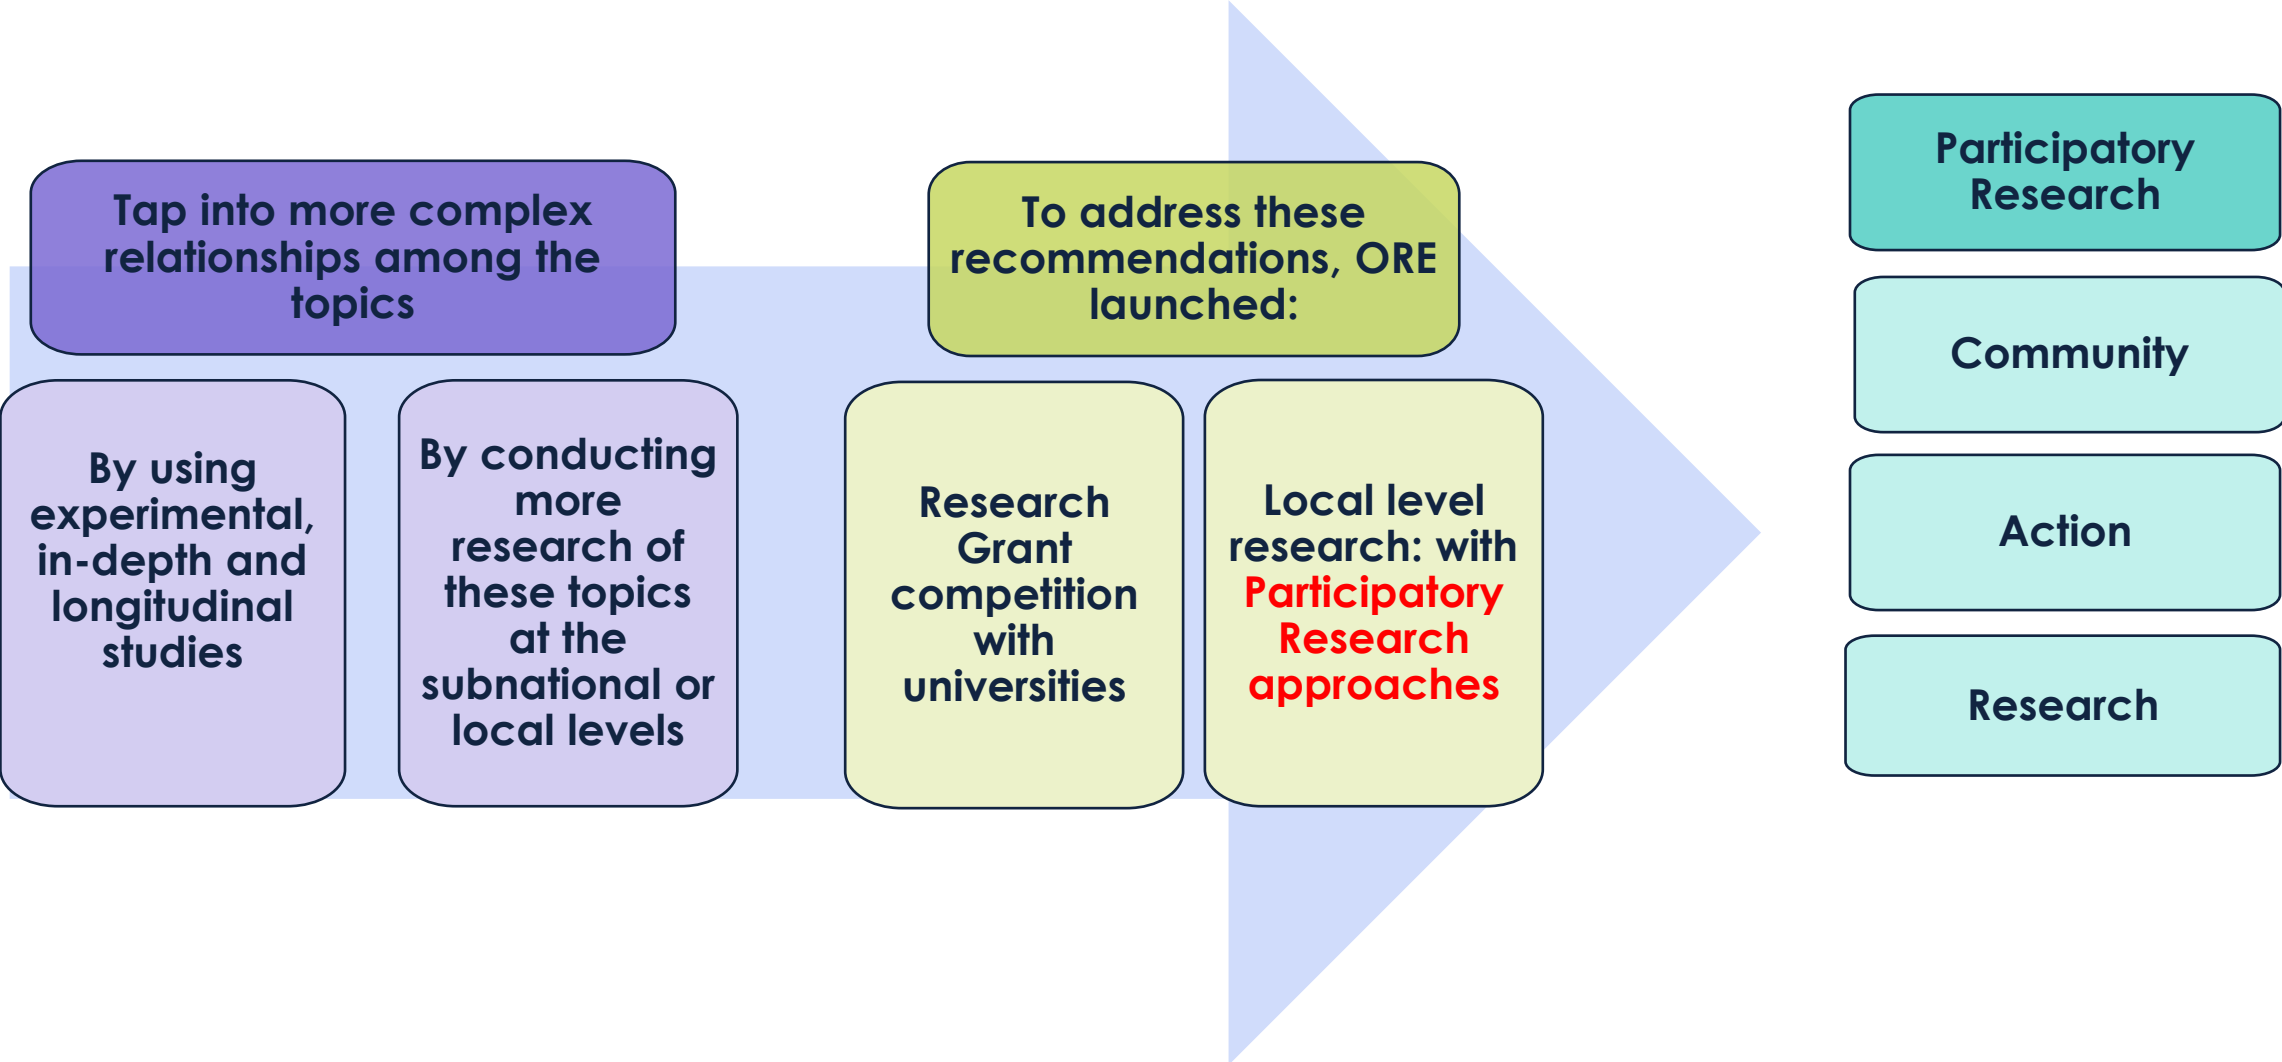 Tap into more complex
relationships among the
topics
By using
experimental,
in-depth and
longitudinal
studies
By conducting
more
research of
these topics
at the
subnational or
local levels
To address these
recommendations, ORE
launched:
Research
Grant
competition
with
universities
Local level
research: with
Participatory
Research
approaches
Participatory
Research
Community
Action
Research